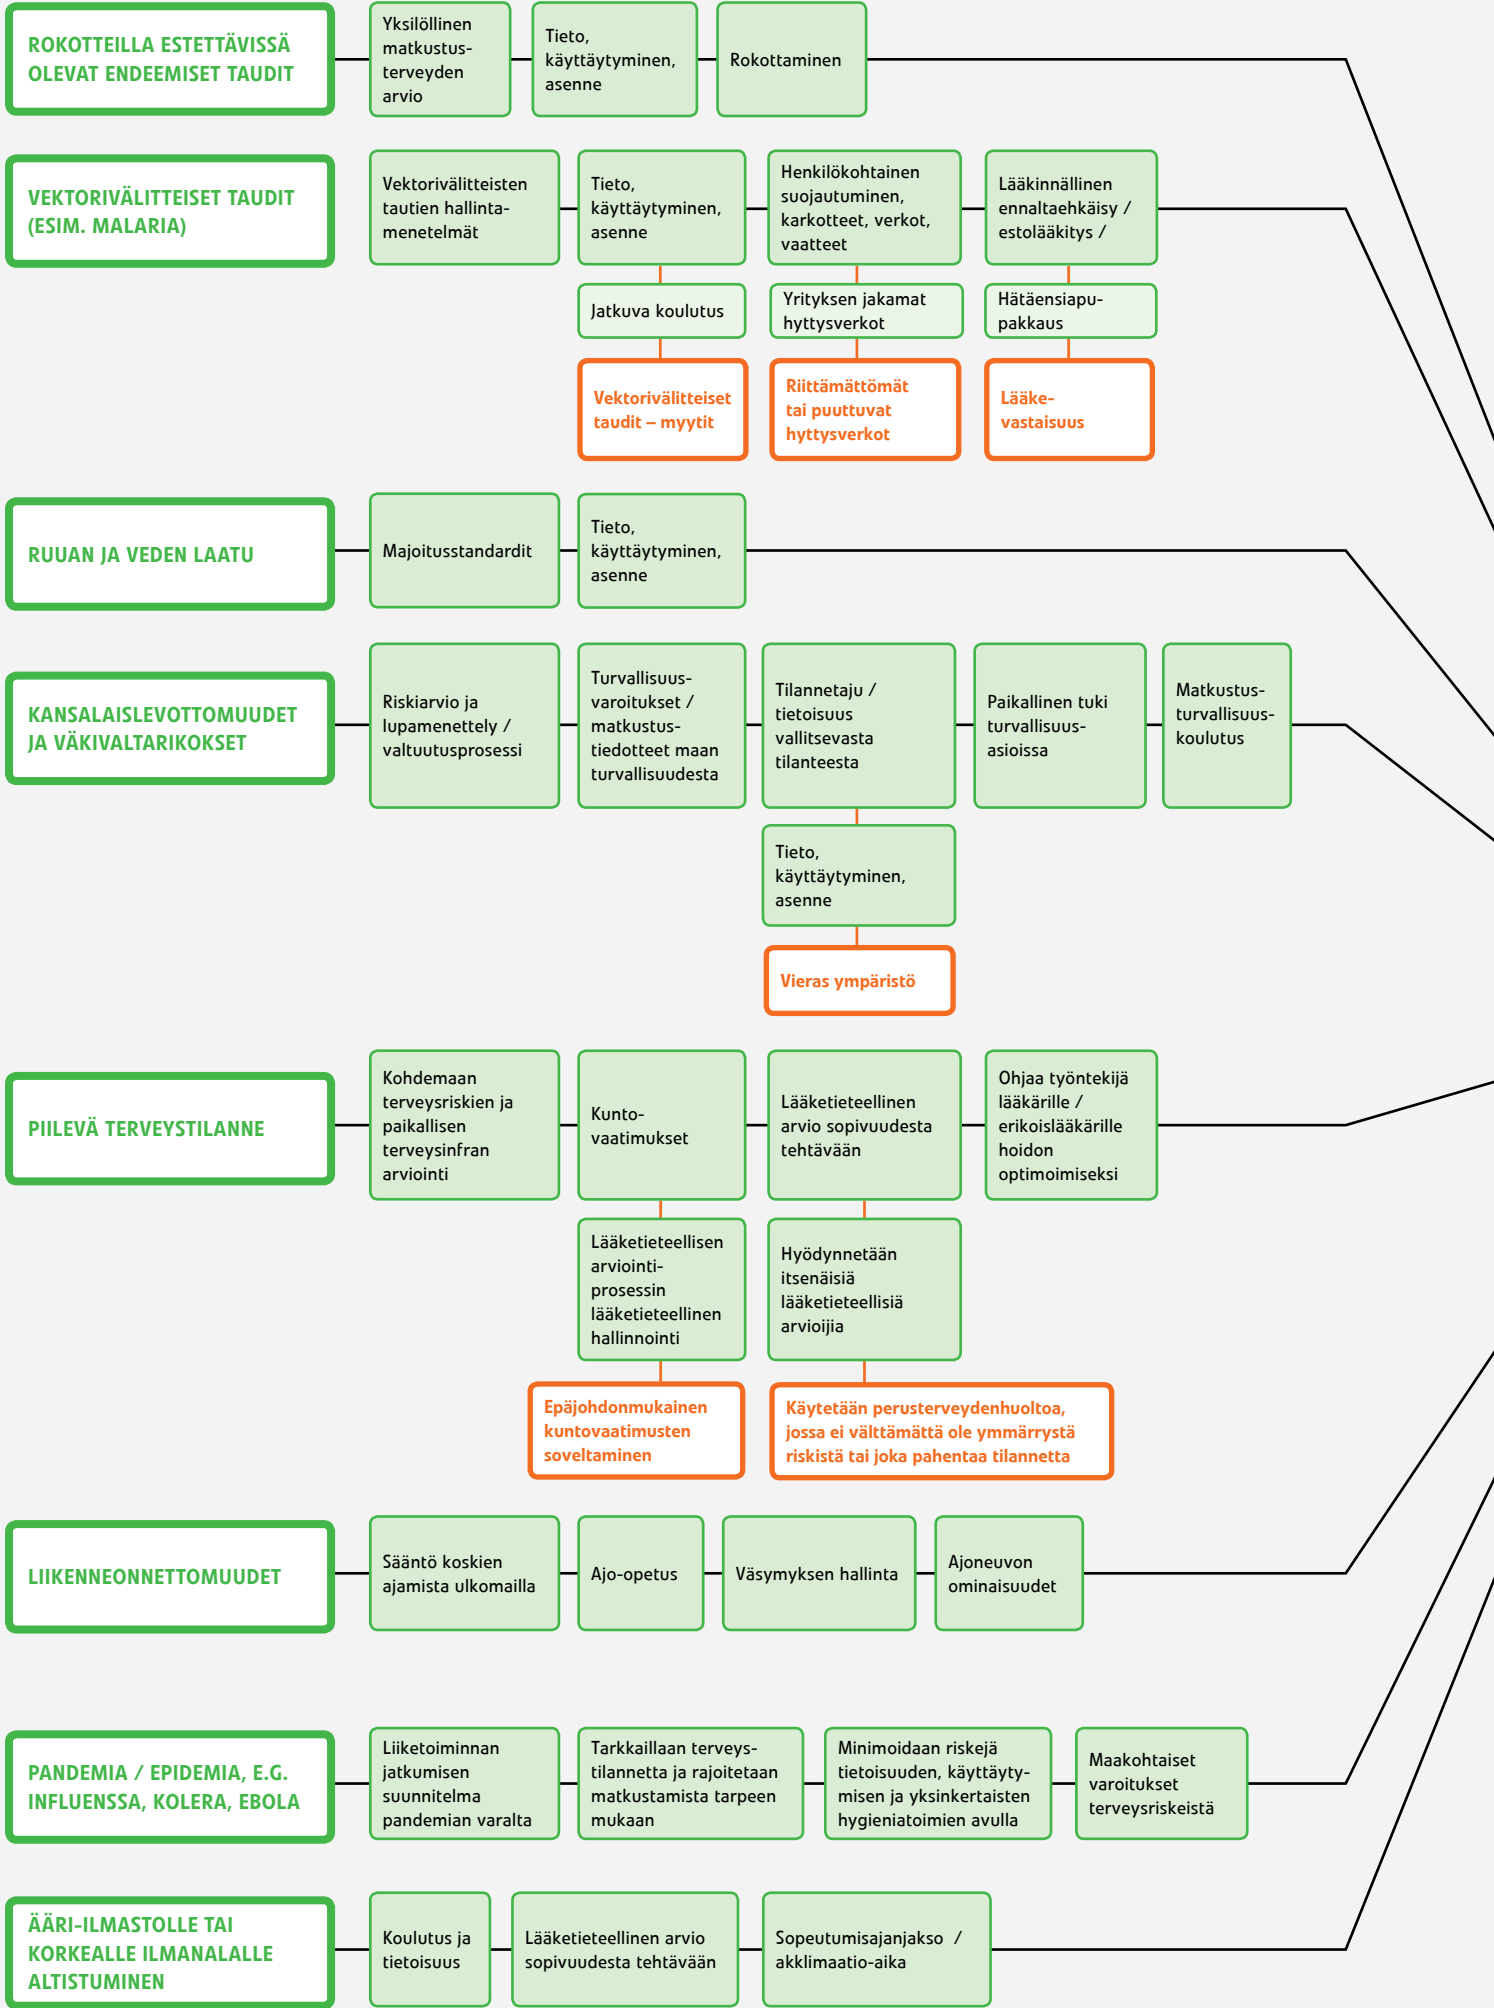 ROKOTTEILLA ESTETTÄVISSÄ
OLEVAT ENDEEMISET TAUDIT
Yksilöllinen
matkustus-
terveyden
arvio
Tieto,
käyttäytyminen,
asenne
Rokottaminen
VEKTORIVÄLITTEISET TAUDIT
(ESIM. MALARIA)
Vektorivälitteisten
tautien hallinta-
menetelmät
Tieto,
käyttäytyminen,
asenne
Henkilökohtainen
suojautuminen,
karkotteet, verkot,
vaatteet
Lääkinnällinen
ennaltaehkäisy /
estolääkitys /
Jatkuva koulutus
Yrityksen jakamat
hyttysverkot
Hätäensiapu-
pakkaus
Vektorivälitteiset
taudit – myytit
Riittämättömät
tai puuttuvat
hyttysverkot
Lääke-
vastaisuus
RUUAN JA VEDEN LAATU
Majoitusstandardit
Tieto,
käyttäytyminen,
asenne
KANSALAISLEVOTTOMUUDET
JA VÄKIVALTARIKOKSET
Riskiarvio ja
lupamenettely /
valtuutusprosessi
Turvallisuus-
varoitukset /
matkustus-
tiedotteet maan
turvallisuudesta
Tilannetaju /
tietoisuus
vallitsevasta
tilanteesta
Paikallinen tuki
turvallisuus-
asioissa
Matkustus-
turvallisuus-
koulutus
Tieto,
käyttäytyminen,
asenne
Vieras ympäristö
PIILEVÄ TERVEYSTILANNE
Kohdemaan
terveysriskien ja
paikallisen
terveysinfran
arviointi
Kunto-
vaatimukset
Lääketieteellinen
arvio sopivuudesta
tehtävään
Ohjaa työntekijä
lääkärille /
erikoislääkärille
hoidon
optimoimiseksi
Lääketieteellisen
arviointi-
prosessin
lääketieteellinen
hallinnointi
Hyödynnetään
itsenäisiä
lääketieteellisiä
arvioijia
Epäjohdonmukainen
kuntovaatimusten
soveltaminen
Käytetään perusterveydenhuoltoa,
jossa ei välttämättä ole ymmärrystä
riskistä tai joka pahentaa tilannetta
LIIKENNEONNETTOMUUDET
Sääntö koskien
ajamista ulkomailla
Ajo-opetus
Väsymyksen hallinta
Ajoneuvon
ominaisuudet
PANDEMIA / EPIDEMIA, E.G.
INFLUENSSA, KOLERA, EBOLA
Liiketoiminnan
jatkumisen
suunnitelma
pandemian varalta
Tarkkaillaan terveys-
tilannetta ja rajoitetaan
matkustamista tarpeen
mukaan
Minimoidaan riskejä
tietoisuuden, käyttäyty-
misen ja yksinkertaisten
hygieniatoimien avulla
Maakohtaiset
varoitukset
terveysriskeistä
ÄÄRI-ILMASTOLLE TAI
KORKEALLE ILMANALALLE
ALTISTUMINEN
Koulutus ja
tietoisuus
Lääketieteellinen arvio
sopivuudesta tehtävään
Sopeutumisajanjakso /
akklimaatio-aika